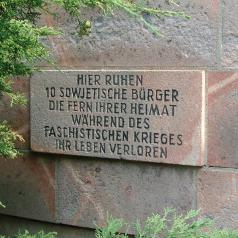 HIER RUHEN
10 SOWJETISCHE BÜRGER
DIE FERN IHRER HEIMAT
WÄHREND DES
FASCHISTISCHEN KRIEGES
IHR LEBEN VERLOREN